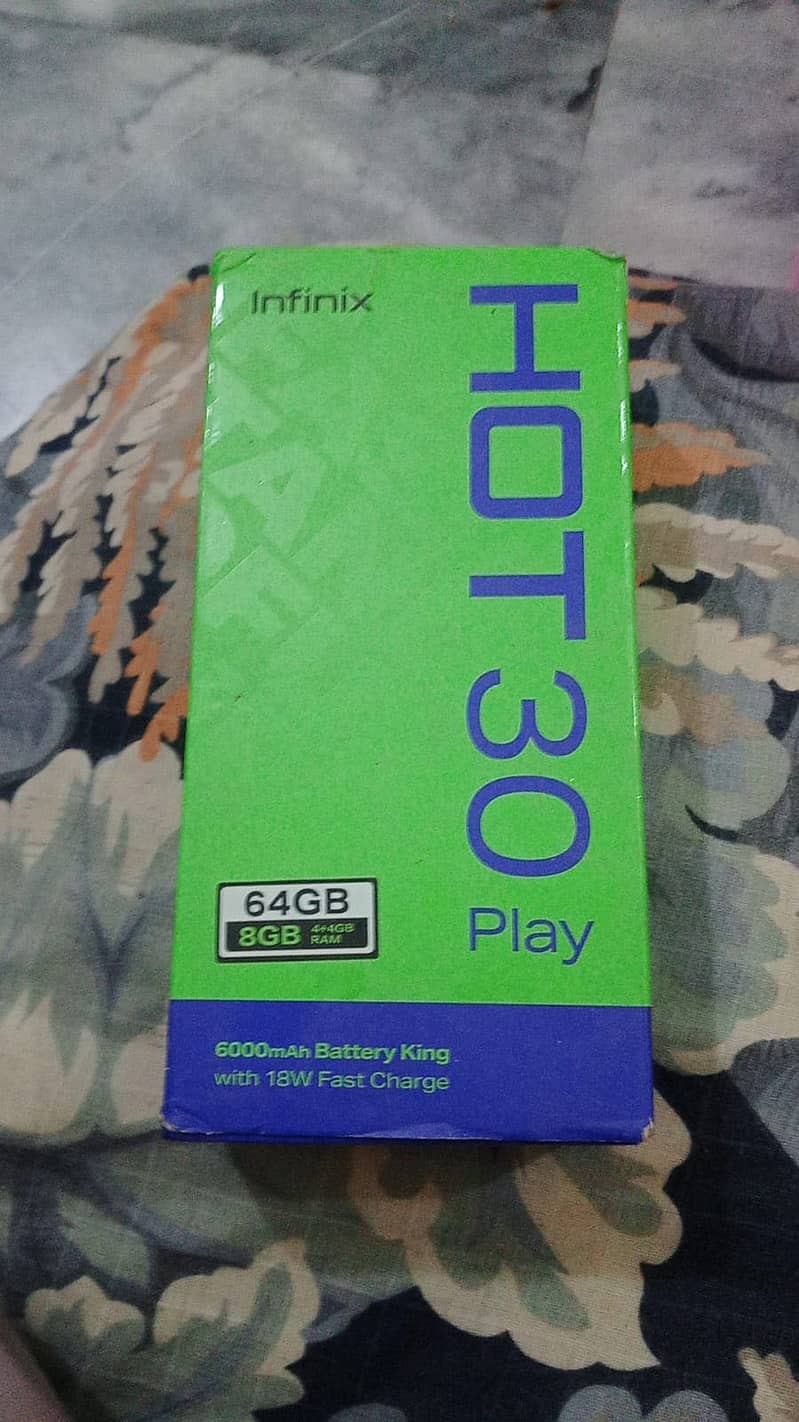 Infinix
HOT 30
Play
64GB
8GB 4+4GB
RAM
6000mAh Battery King
with 18W Fast Charge